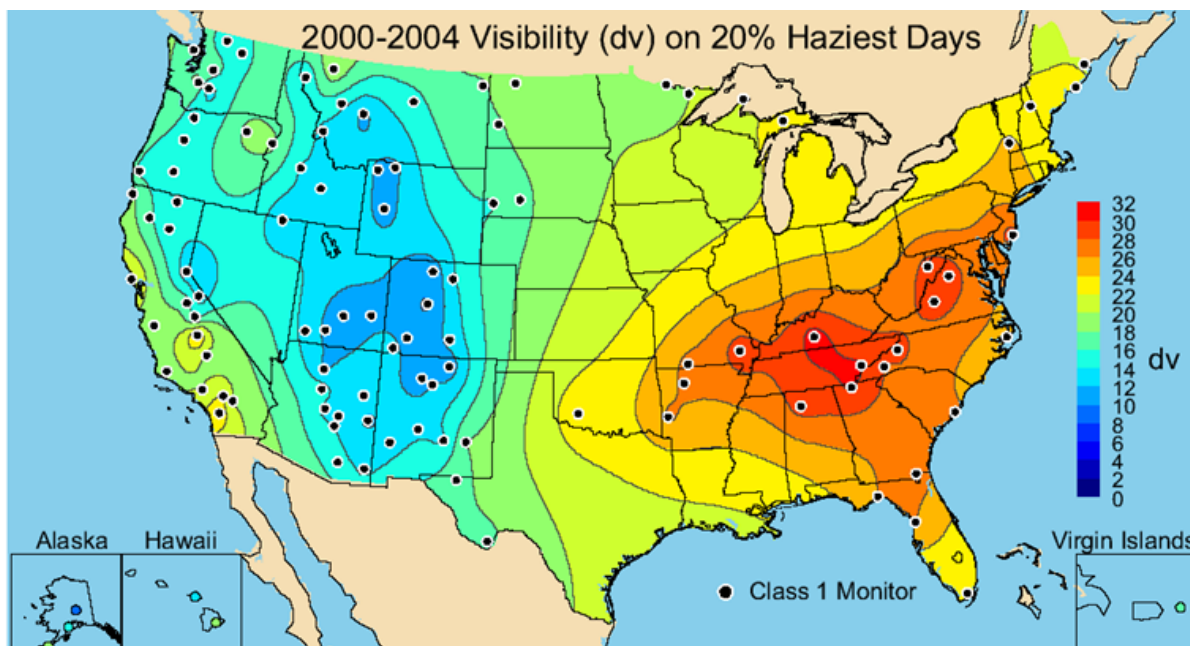 2000-2004 Visibility (dv) on 20% Haziest Days
32
30
28
26
24
22
20
18
16
14
12
10
8
6
4
2
0
dv
Alaska
Hawaii
Class 1 Monitor
Virgin Islands